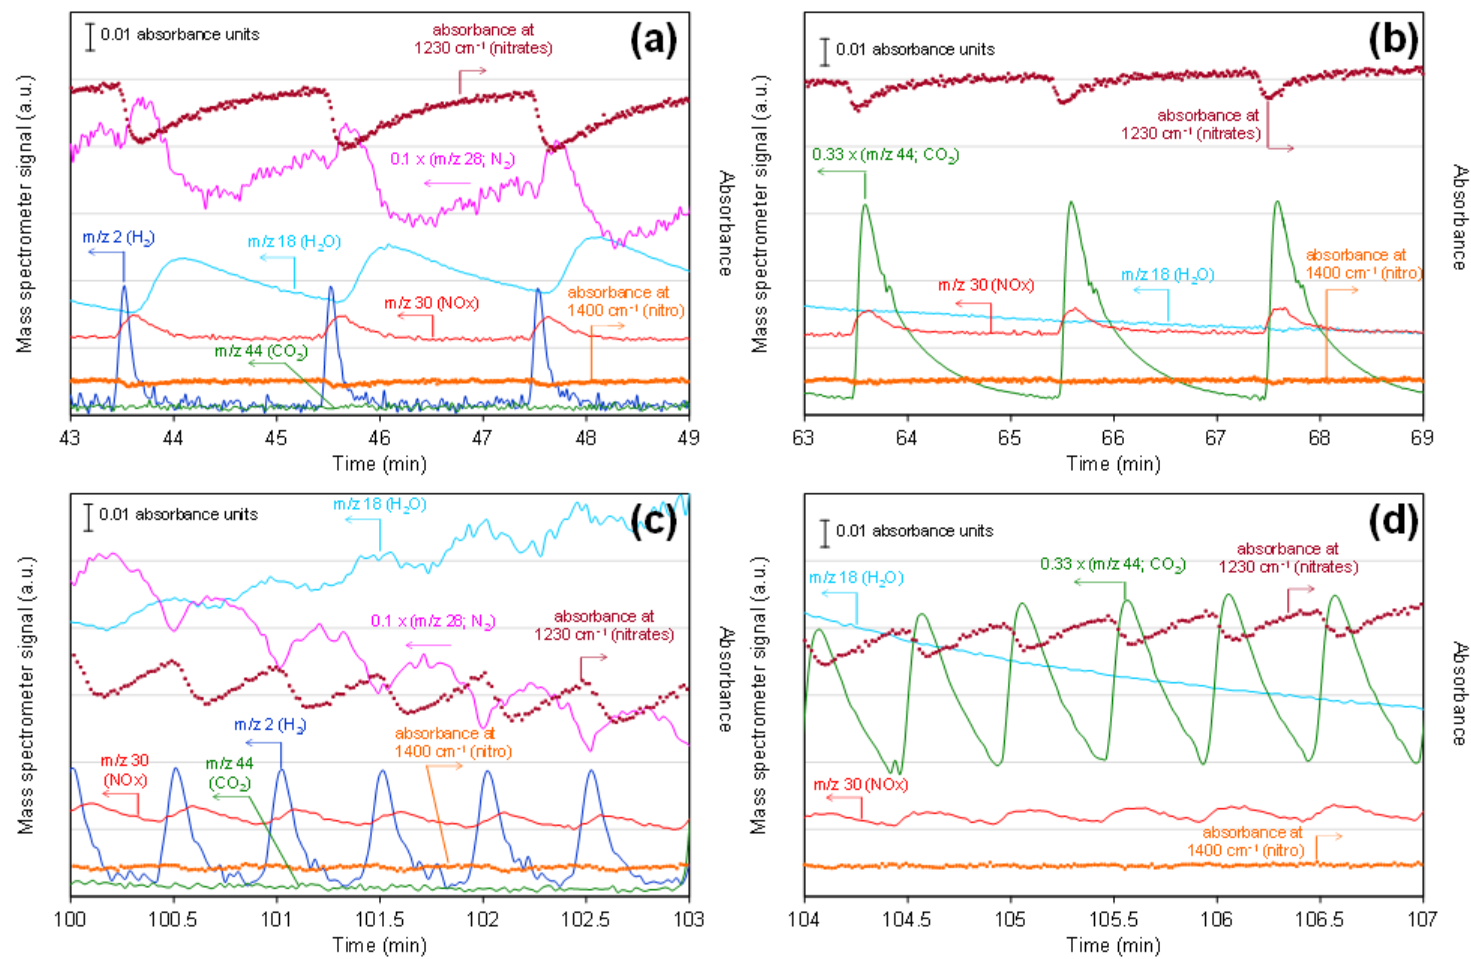 0.01 absorbance units
absorbance at
1230 cm⁻¹ (nitrates)
(a)
0.1 x (m/z 28; N₂)
m/z 2 (H₂)
m/z 18 (H₂O)
m/z 30 (NOx)
absorbance at
1400 cm⁻¹ (nitro)
m/z 44 (CO₂)
Mass spectrometer signal (a.u.)
Absorbance
43 44 45 46 47 48 49
Time (min)
0.01 absorbance units
(b)
absorbance at
1230 cm⁻¹ (nitrates)
0.33 x (m/z 44; CO₂)
absorbance at
1400 cm⁻¹ (nitro)
m/z 18 (H₂O)
m/z 30 (NOx)
Mass spectrometer signal (a.u.)
Absorbance
63 64 65 66 67 68 69
Time (min)
0.01 absorbance units
m/z 18 (H₂O)
(c)
0.1 x (m/z 28; N₂)
absorbance at
1230 cm⁻¹ (nitrates)
m/z 2 (H₂)
absorbance at
1400 cm⁻¹ (nitro)
m/z 30
(NOx)
m/z 44
(CO₂)
Mass spectrometer signal (a.u.)
Absorbance
100 100.5 101 101.5 102 102.5 103
Time (min)
0.01 absorbance units
(d)
absorbance at
1230 cm⁻¹ (nitrates)
0.33 x (m/z 44; CO₂)
m/z 18 (H₂O)
m/z 30 (NOx)
absorbance at
1400 cm⁻¹ (nitro)
Mass spectrometer signal (a.u.)
Absorbance
104 104.5 105 105.5 106 106.5 107
Time (min)